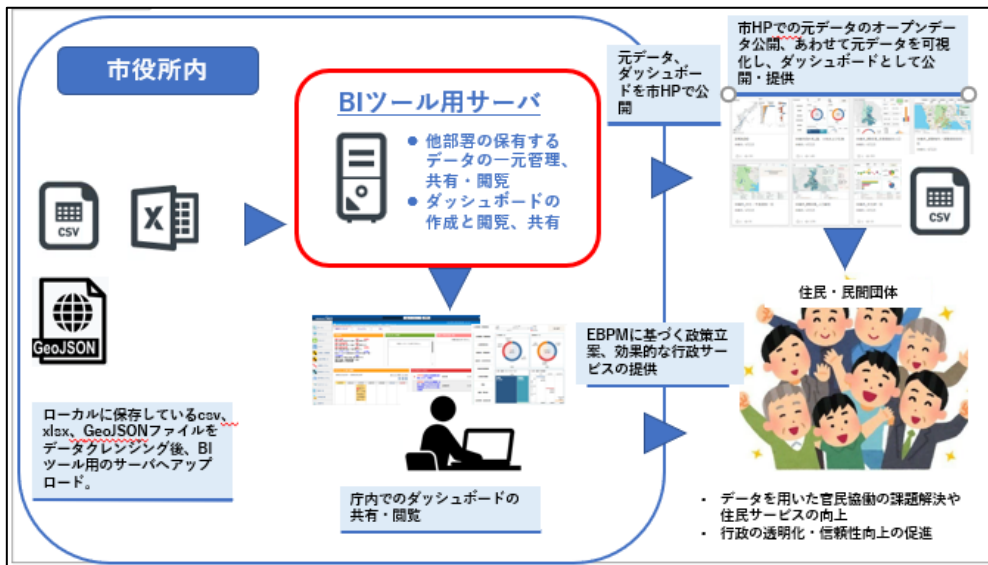 市役所内
BIツール用サーバ
● 他部署の保有する
データの一元管理、
共有・閲覧
● ダッシュボードの
作成と閲覧、共有
CSV
X
GeoJSON
ローカルに保存しているcsv、
xlsx、GeoJSONファイルを
データクレンジング後、BI
ツール用のサーバへアップ
ロード。
庁内でのダッシュボードの
共有・閲覧
元データ、
ダッシュボー
ドを市HPで公
開
市HPでの元データのオープンデー
タ公開、あわせて元データを可視
化し、ダッシュボードとして公
開・提供
CSV
EBPMに基づく政策立
案、効果的な行政サー
ビスの提供
住民・民間団体
• データを用いた官民協働の課題解決や
住民サービスの向上
• 行政の透明化・信頼性向上の促進